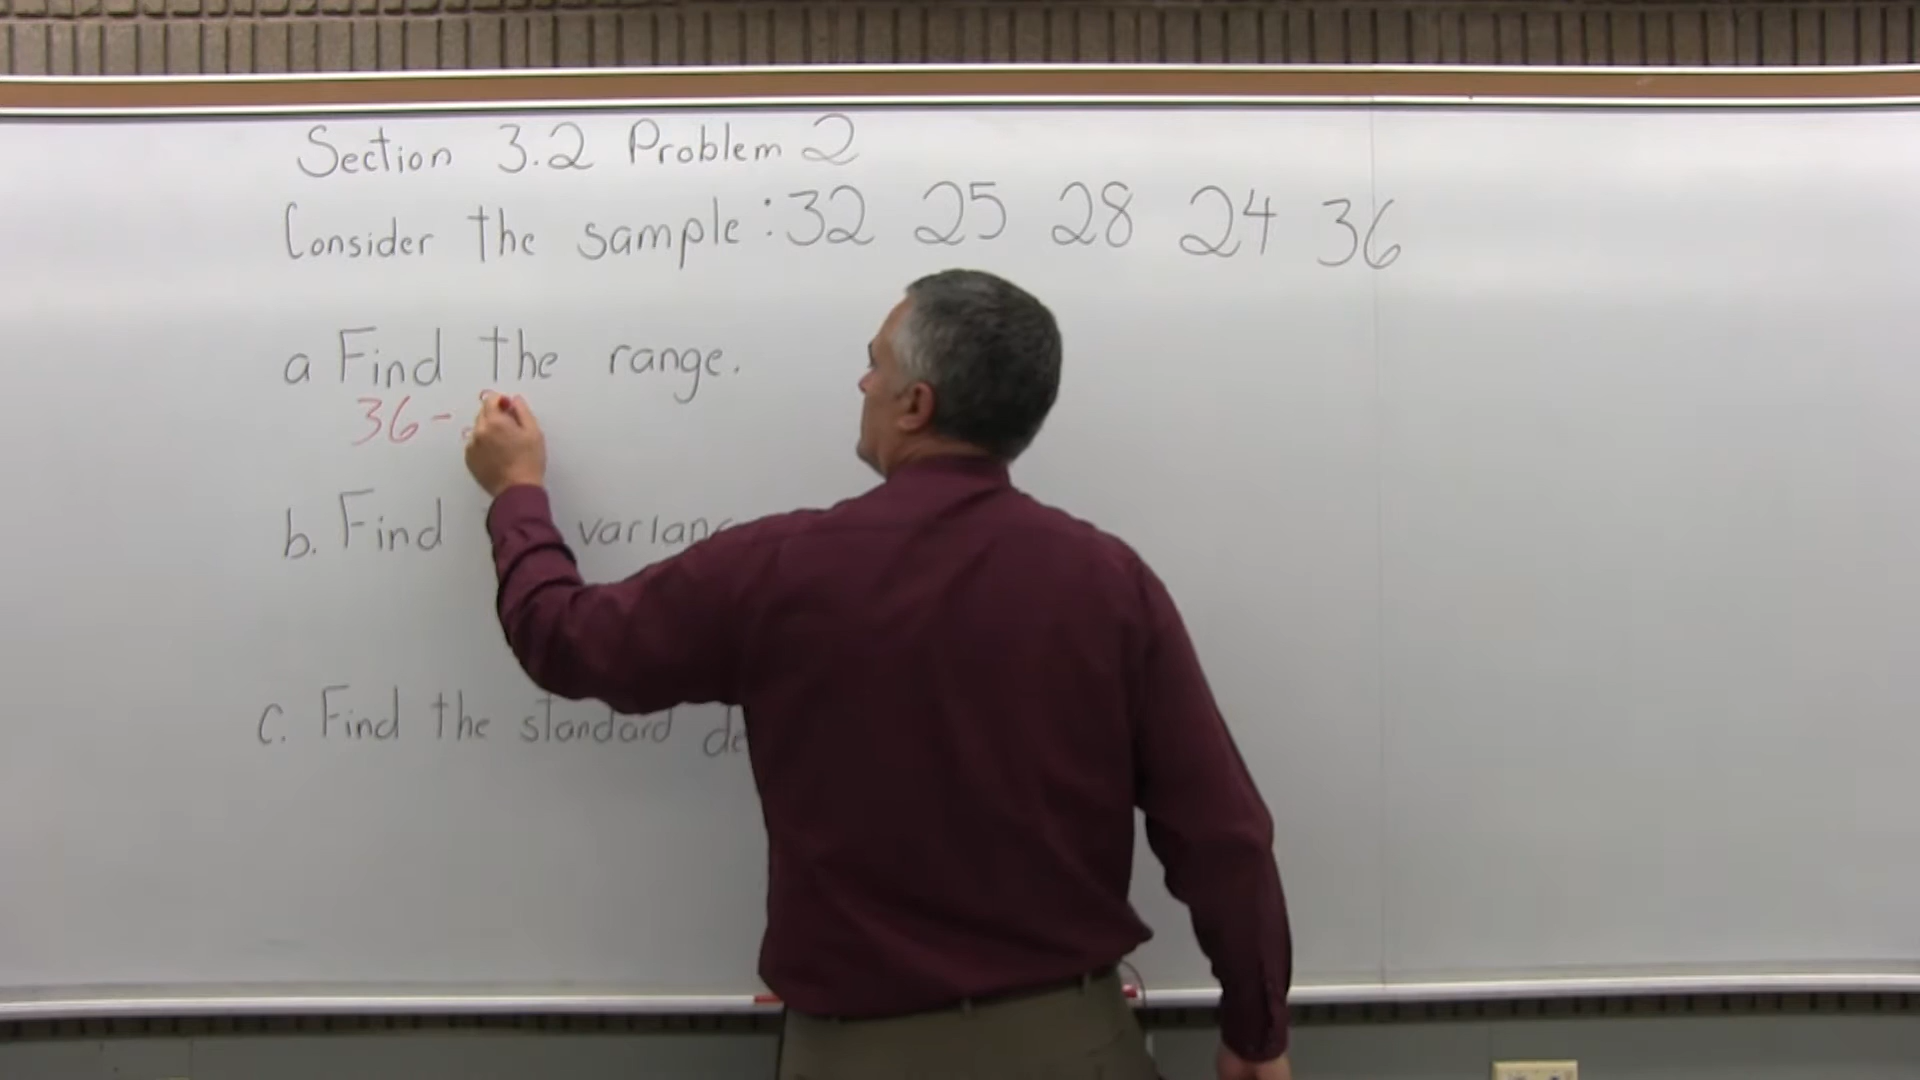 Section 3.2 Problem 2
Consider the sample: 32 25 28 24 36
a Find the range.
36-
b. Find
c. Find the standard